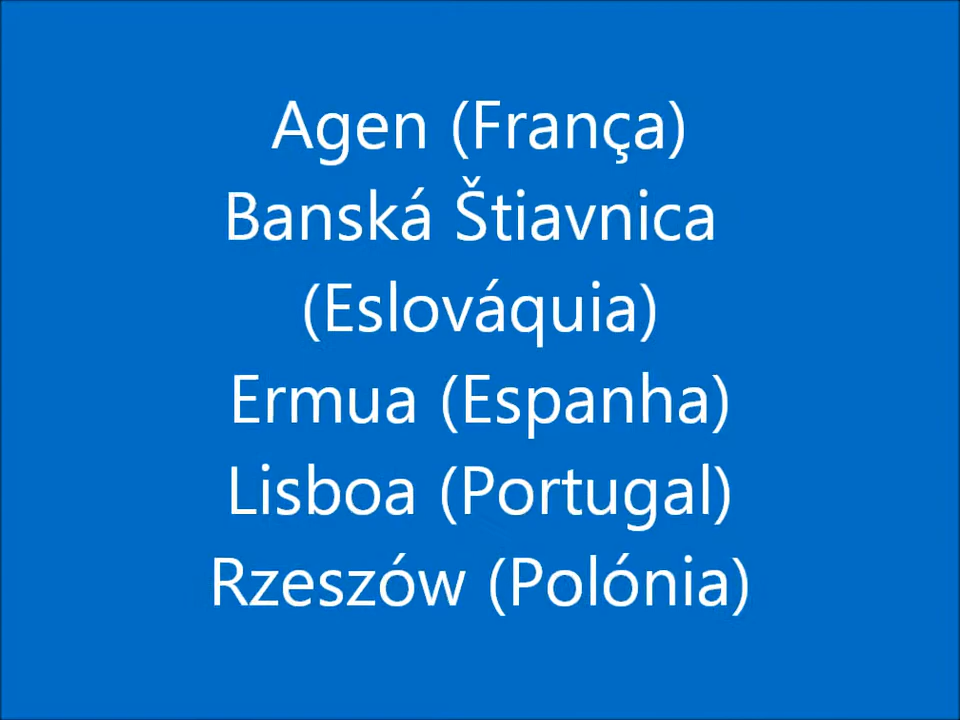 Agen (França)
Banská Štiavnica
(Eslováquia)
Ermua (Espanha)
Lisboa (Portugal)
Rzeszów (Polónia)